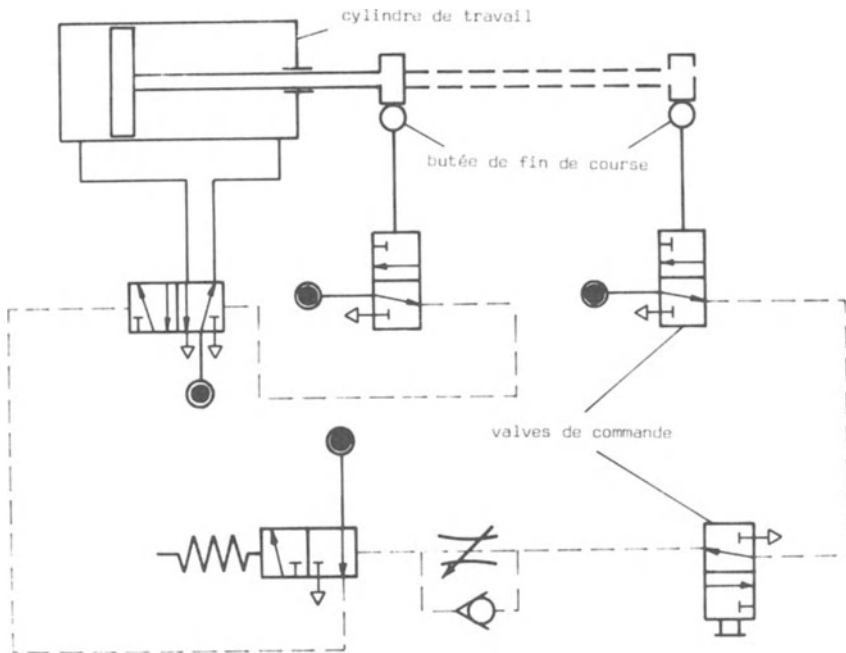 cylindre de travail
butée de fin de course
valves de commande